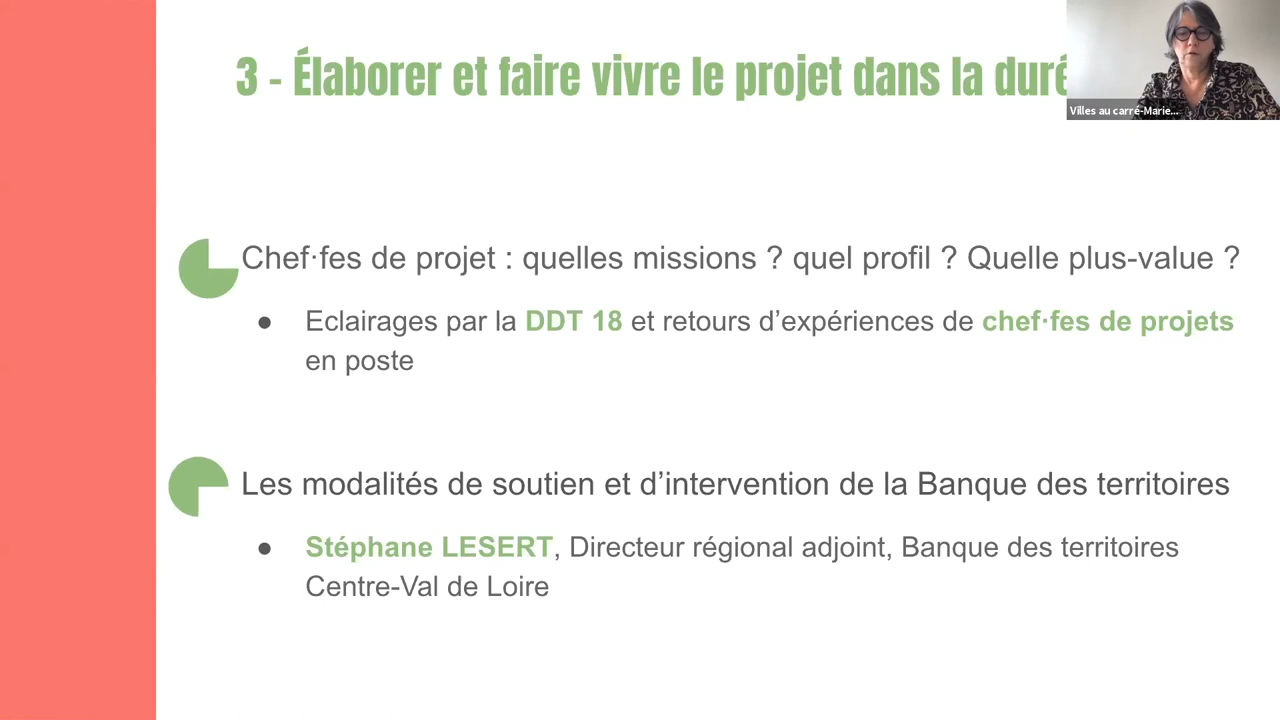 3 - Élaborer et faire vivre le projet dans la duré
Villes au carré-Marie...
Chef·fes de projet : quelles missions ? quel profil ? Quelle plus-value ?
● Eclairages par la DDT 18 et retours d’expériences de chef·fes de projets
en poste
Les modalités de soutien et d’intervention de la Banque des territoires
● Stéphane LESERT, Directeur régional adjoint, Banque des territoires
Centre-Val de Loire